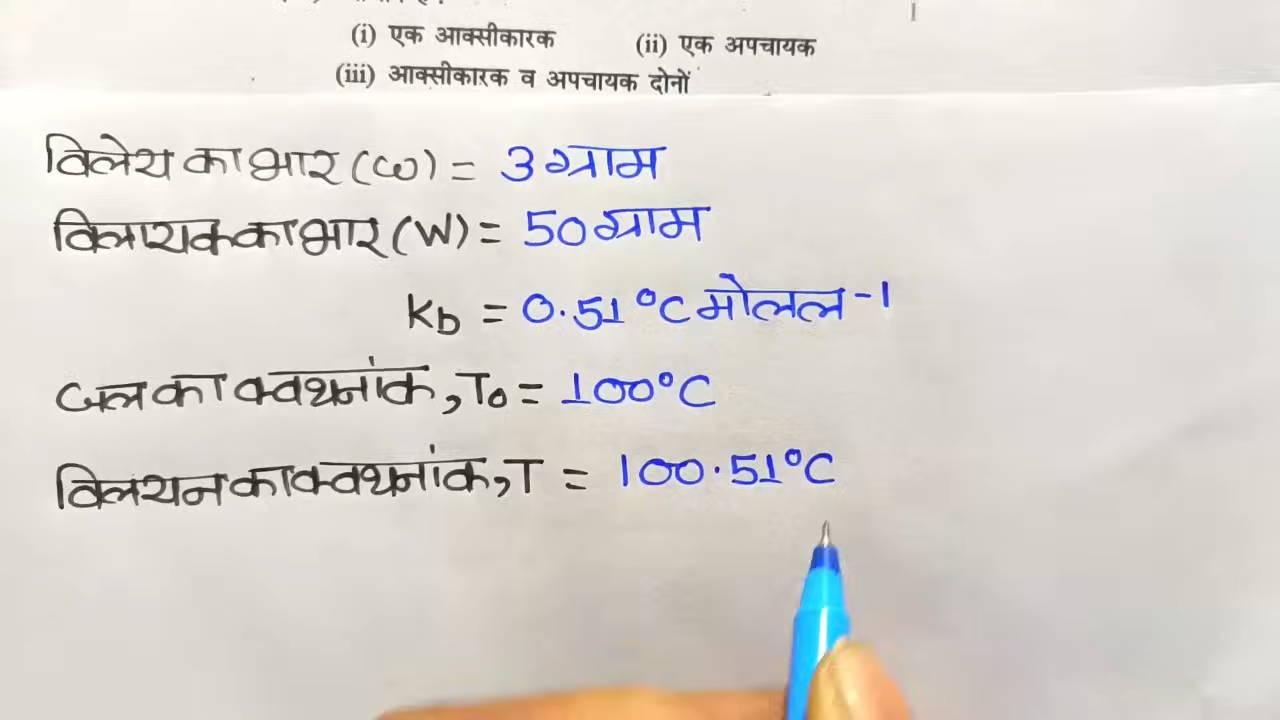 (i) एक आक्सीकारक (ii) एक अपचायक
(iii) आक्सीकारक व अपचायक दोनों
विलेय का भार (w) = 3 ग्राम
विलायक का भार (W) = 50 ग्राम
Kb = 0.51°C मोलल⁻¹
जल का क्वथनांक, T₀ = 100°C
विलयन का क्वथनांक, T = 100.51°C